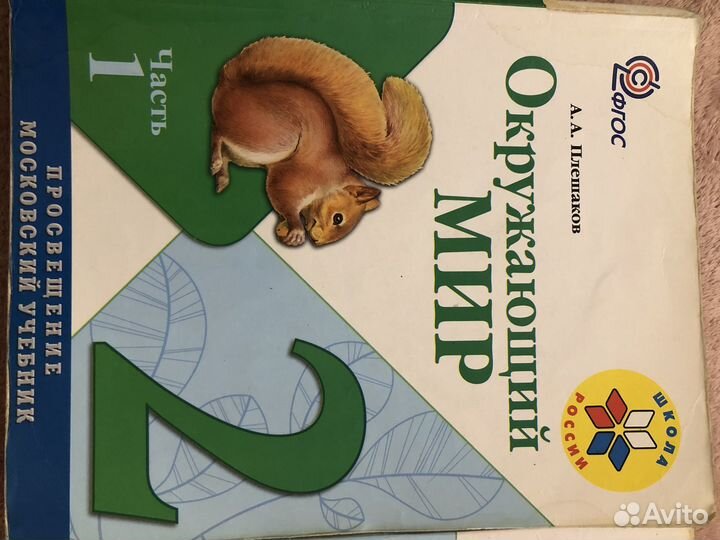 ФГОС
ШКОЛА РОССИИ
А. А. Плешаков
Окружающий
МИР
Часть
1
2
ПРОСВЕЩЕНИЕ
МОСКОВСКИЙ УЧЕБНИК
Avito